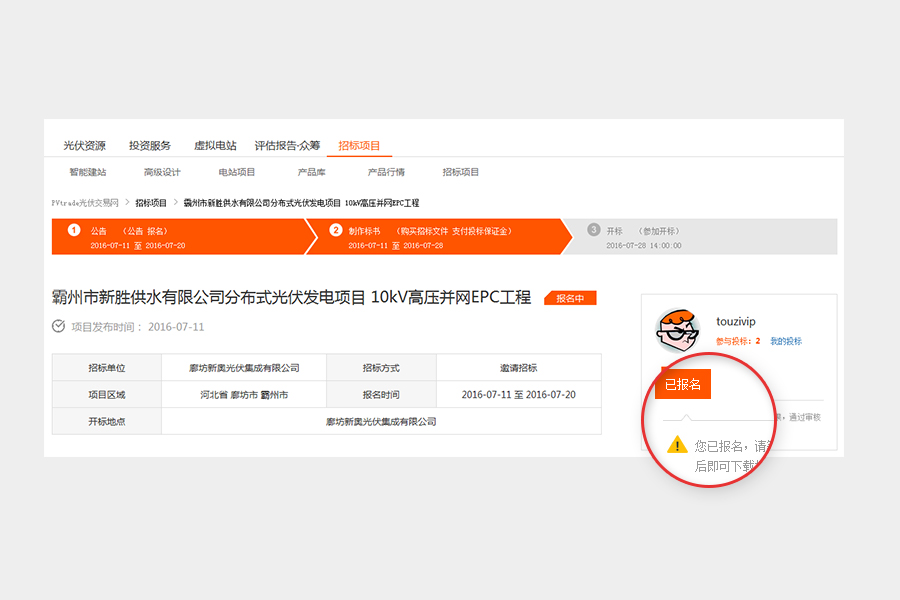 光伏资源 投资服务 虚拟电站 评估报告·众筹 招标项目
智能建站 高级设计 电站项目 产品库 产品行情 招标项目
PVtrade光伏交易网 > 招标项目 > 霸州市新胜供水有限公司分布式光伏发电项目 10kV高压并网EPC工程
1 公告 （公告 报名） 2 制作标书 （购买招标文件 支付投标保证金） 3 开标 （参加开标）
2016-07-11 至 2016-07-20 2016-07-11 至 2016-07-28 2016-07-28 14:00:00
霸州市新胜供水有限公司分布式光伏发电项目 10kV高压并网EPC工程 报名中
项目发布时间： 2016-07-11
touzivip
参与投标: 2 我的投标
招标单位 廊坊新奥光伏集成有限公司 招标方式 邀请招标
项目区域 河北省 廊坊市 霸州市 报名时间 2016-07-11 至 2016-07-20
开标地点 廊坊新奥光伏集成有限公司
已报名
，通过审核
您已报名，请
后即可下载